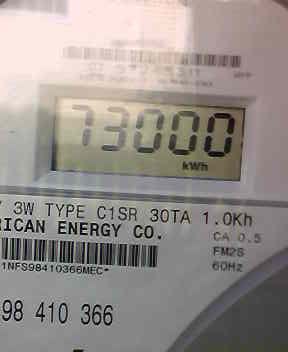 73000
kWh
3W TYPE C1SR 30TA 1.0Kh
RICAN ENERGY CO.
CA 0.5
FM2S
60Hz
1NFS98410366MEC*
98 410 366